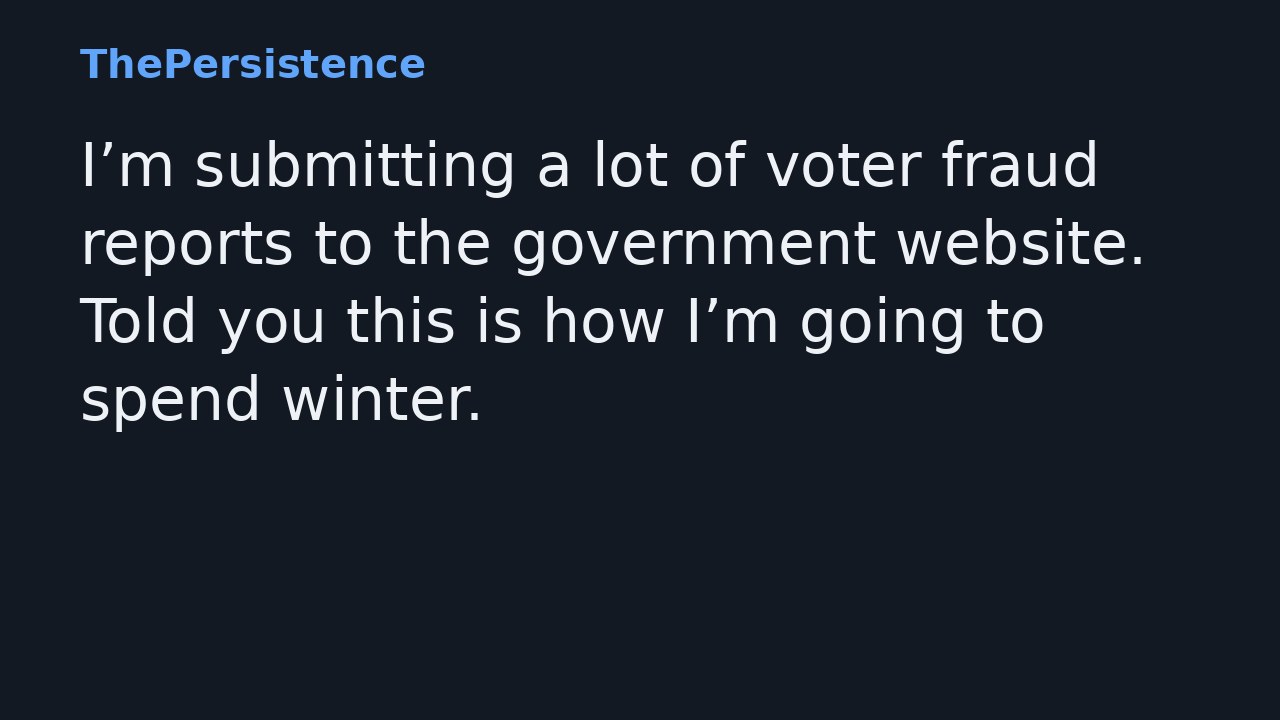 ThePersistence
I’m submitting a lot of voter fraud
reports to the government website.
Told you this is how I’m going to
spend winter.